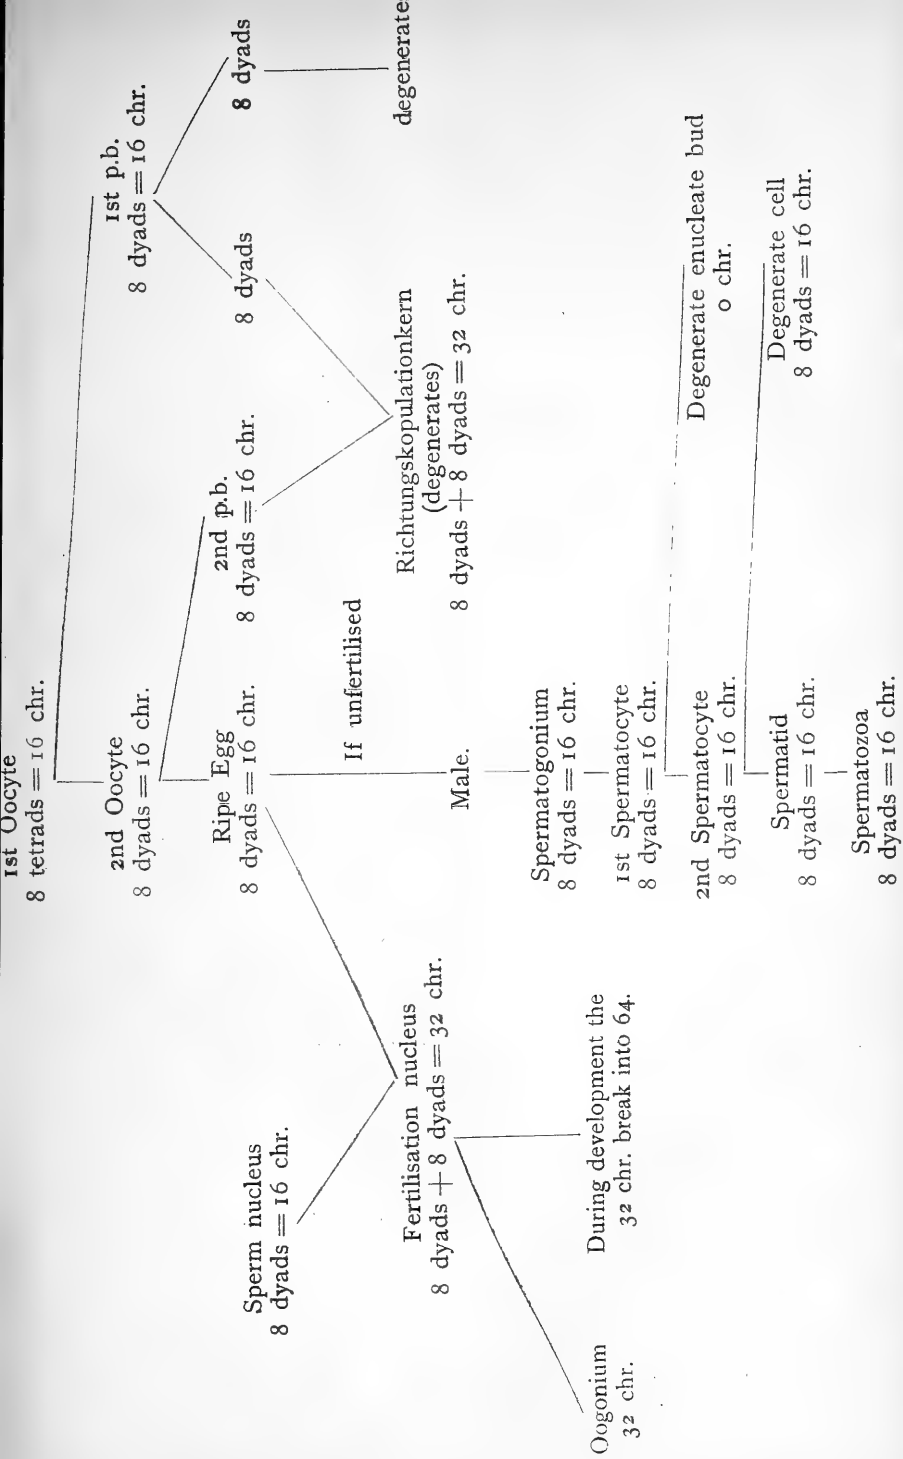 1st Oocyte
8 tetrads = 16 chr.
1st p.b.
8 dyads = 16 chr.
2nd Oocyte
8 dyads = 16 chr.
Sperm nucleus
8 dyads = 16 chr.
Ripe Egg
8 dyads = 16 chr.
2nd p.b.
8 dyads = 16 chr.
8 dyads
8 dyads
If unfertilised
degenerate
Fertilisation nucleus
8 dyads + 8 dyads = 32 chr.
Richtungskopulationkern
(degenerates)
8 dyads + 8 dyads = 32 chr.
Male.
Oogonium
32 chr.
During development the
32 chr. break into 64.
Spermatogonium
8 dyads = 16 chr.
1st Spermatocyte
8 dyads = 16 chr.
Degenerate enucleate bud
0 chr.
2nd Spermatocyte
8 dyads = 16 chr.
Degenerate cell
8 dyads = 16 chr.
Spermatid
8 dyads = 16 chr.
Spermatozoa
8 dyads = 16 chr.